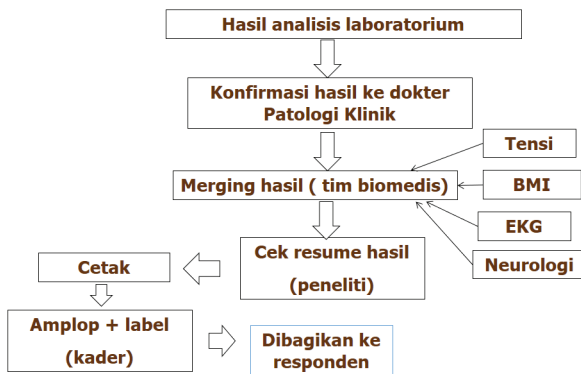 Hasil analisis laboratorium
Konfirmasi hasil ke dokter
Patologi Klinik
Tensi
Merging hasil ( tim biomedis)
BMI
EKG
Neurologi
Cek resume hasil
(peneliti)
Cetak
Amplop + label
(kader)
Dibagikan ke
responden